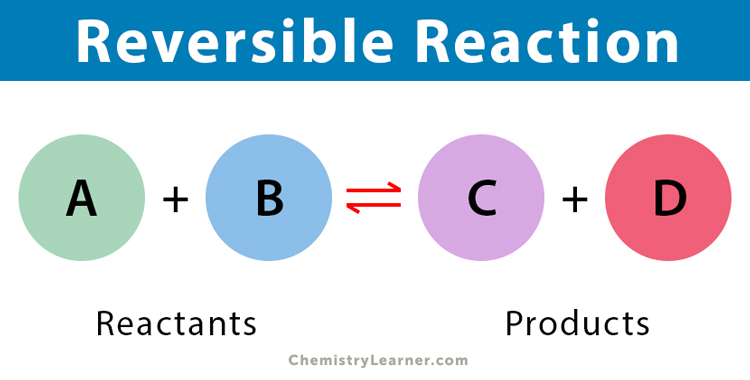 Reversible Reaction
A + B ⇌ C + D
Reactants Products
ChemistryLearner.com